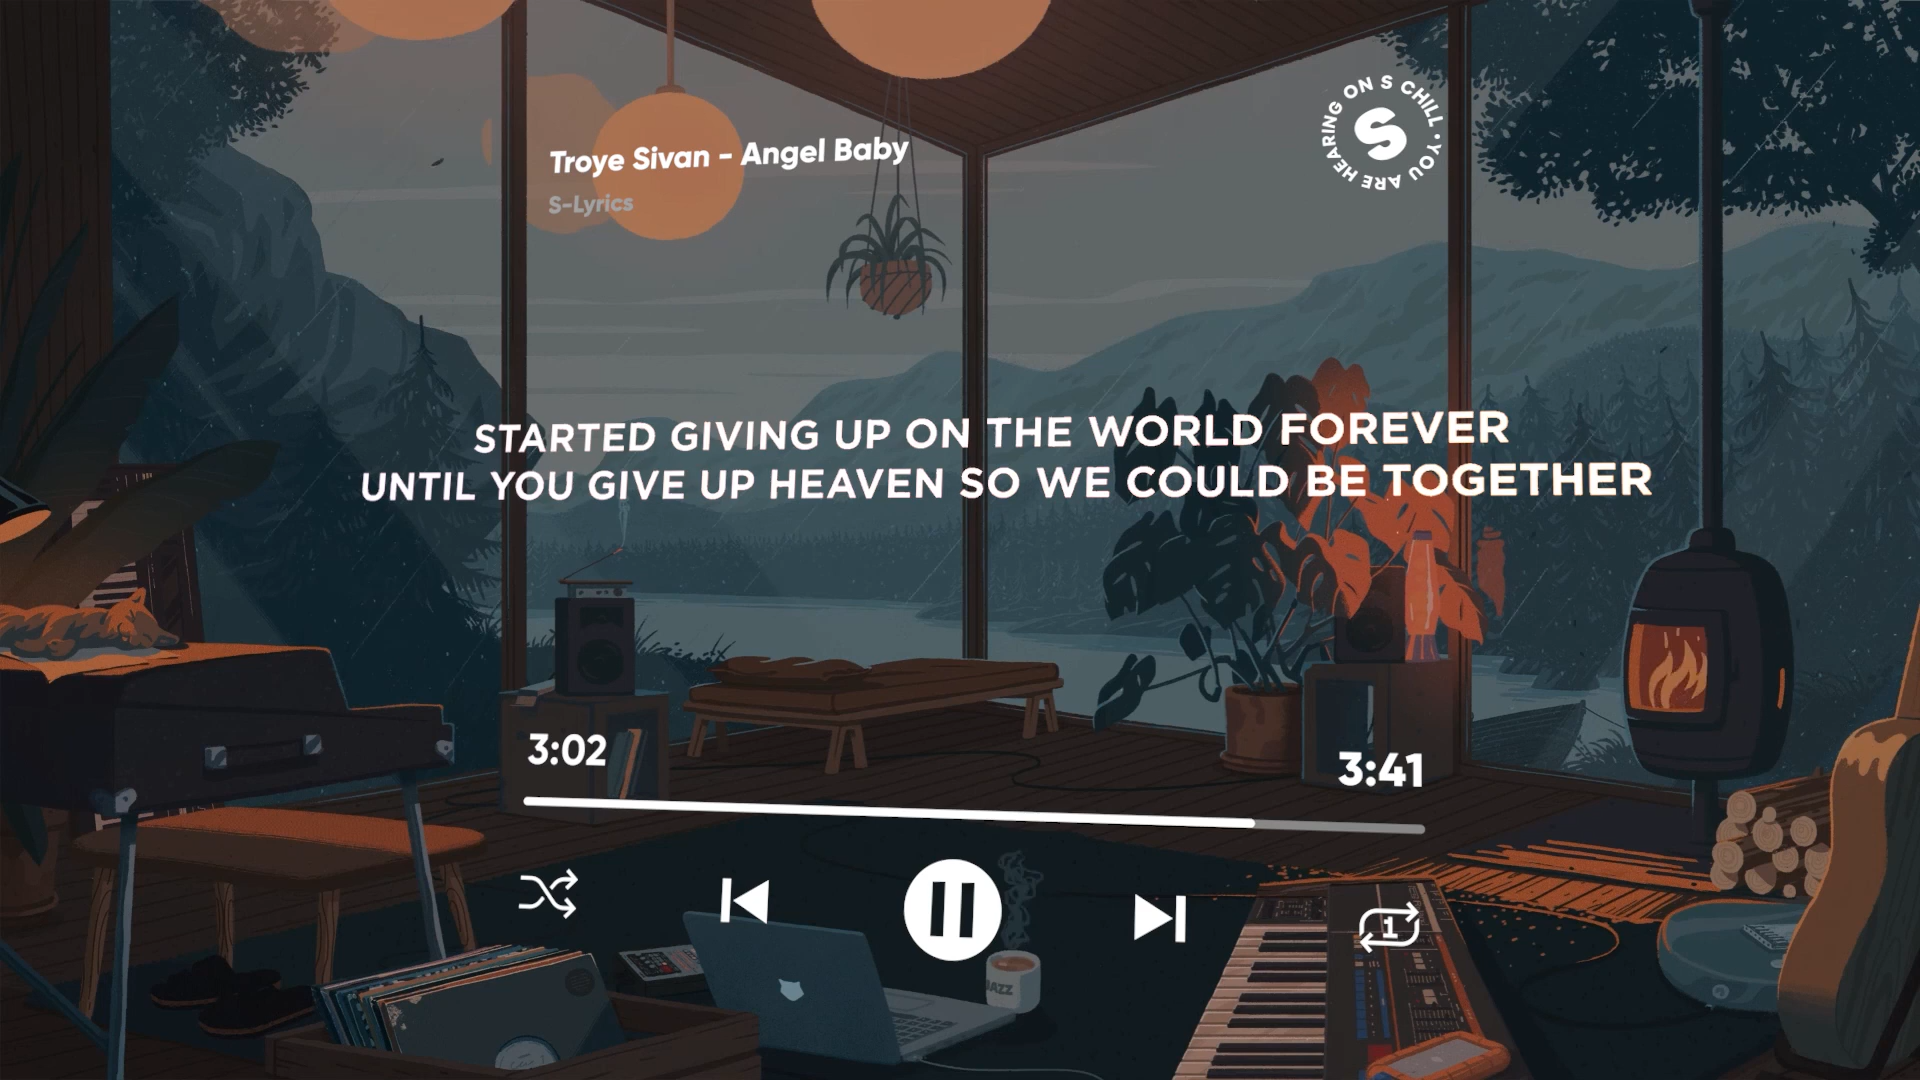 Troye Sivan - Angel Baby
S-Lyrics
YOU ARE HEARING ON S CHILL •
S
STARTED GIVING UP ON THE WORLD FOREVER
UNTIL YOU GIVE UP HEAVEN SO WE COULD BE TOGETHER
3:02
3:41
1
JAZZ